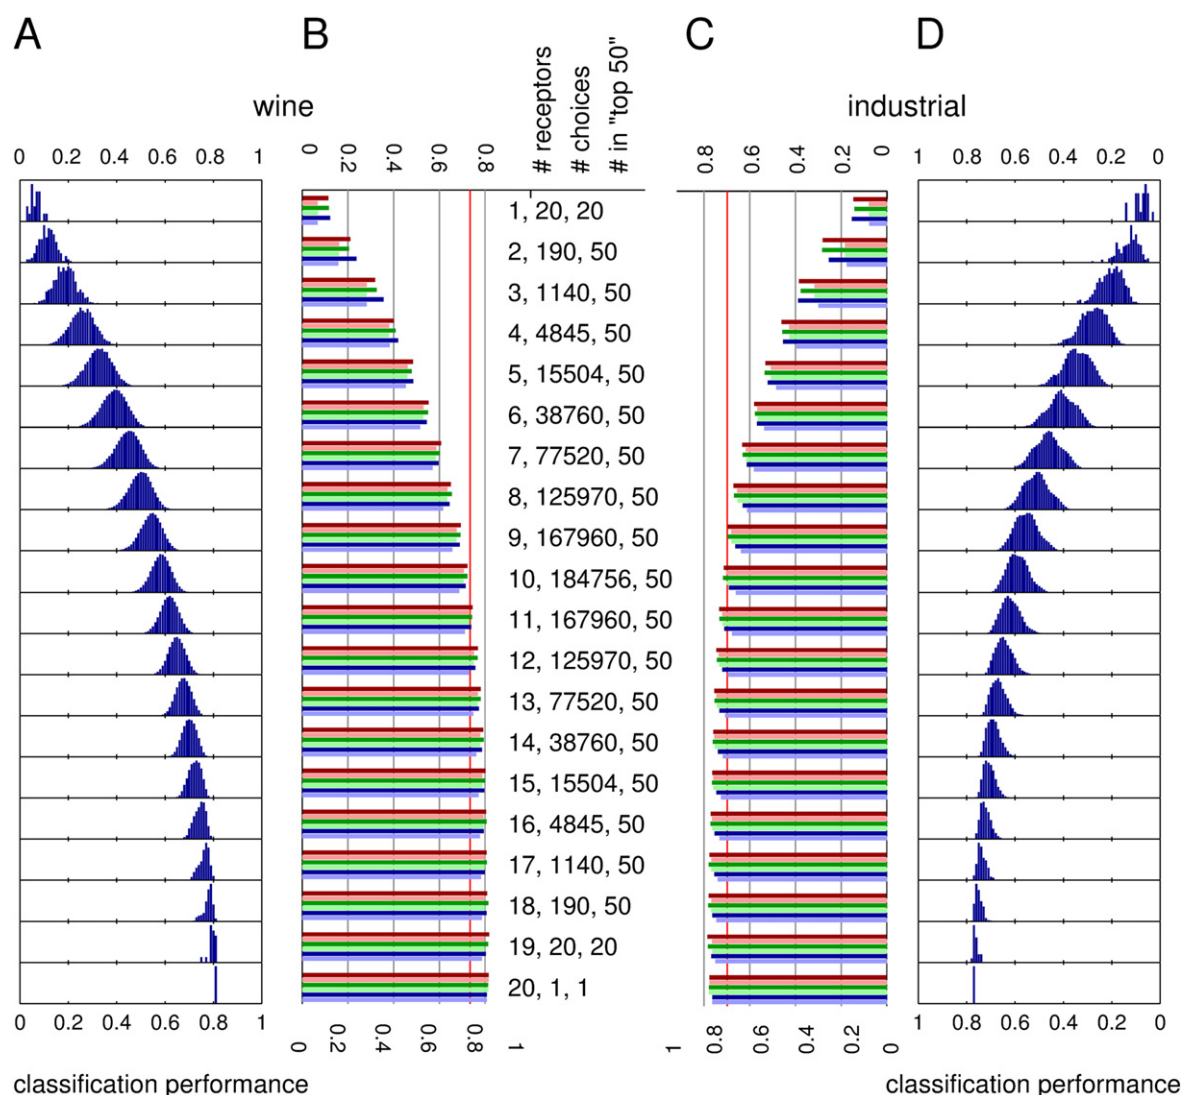 A
B
C
D
# receptors
# choices
# in "top 50"
wine
industrial
0 0.2 0.4 0.6 0.8 1
0 0.2 0.4 0.6 0.8
0.8 0.6 0.4 0.2 0
1 0.8 0.6 0.4 0.2 0
1, 20, 20
2, 190, 50
3, 1140, 50
4, 4845, 50
5, 15504, 50
6, 38760, 50
7, 77520, 50
8, 125970, 50
9, 167960, 50
10, 184756, 50
11, 167960, 50
12, 125970, 50
13, 77520, 50
14, 38760, 50
15, 15504, 50
16, 4845, 50
17, 1140, 50
18, 190, 50
19, 20, 20
20, 1, 1
0 0.2 0.4 0.6 0.8 1
0 0.2 0.4 0.6 0.8 1
1 0.8 0.6 0.4 0.2 0
1 0.8 0.6 0.4 0.2 0
classification performance
classification performance